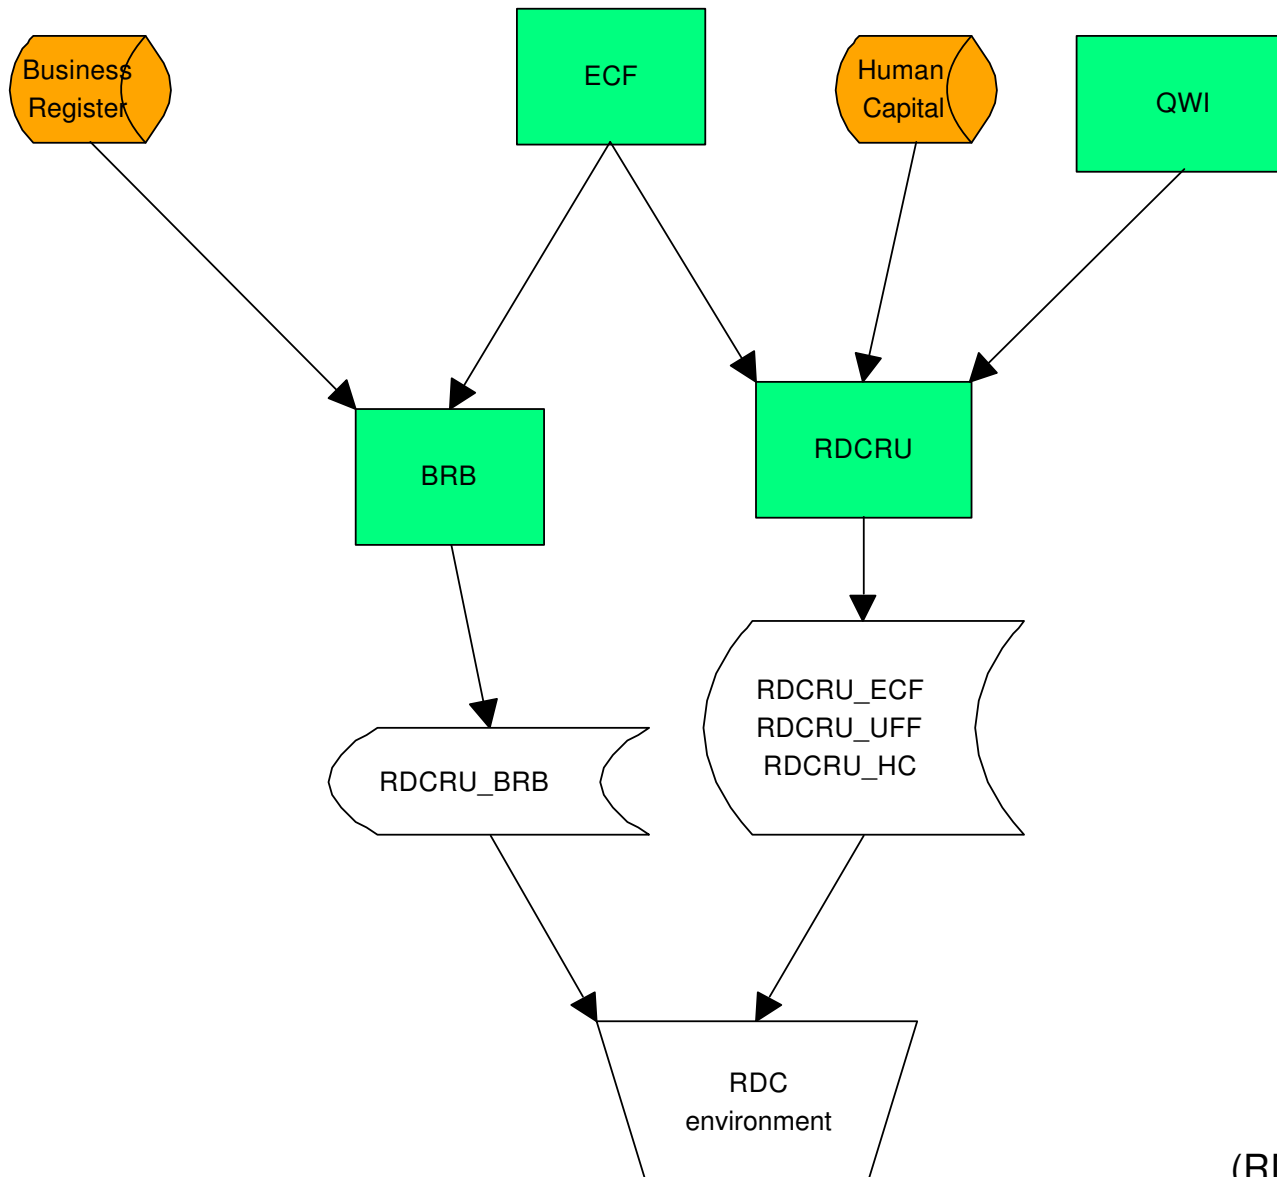 Business
Register
ECF
Human
Capital
QWI
BRB
RDCRU
RDCRU_ECF
RDCRU_UFF
RDCRU_HC
RDCRU_BRB
RDC
environment